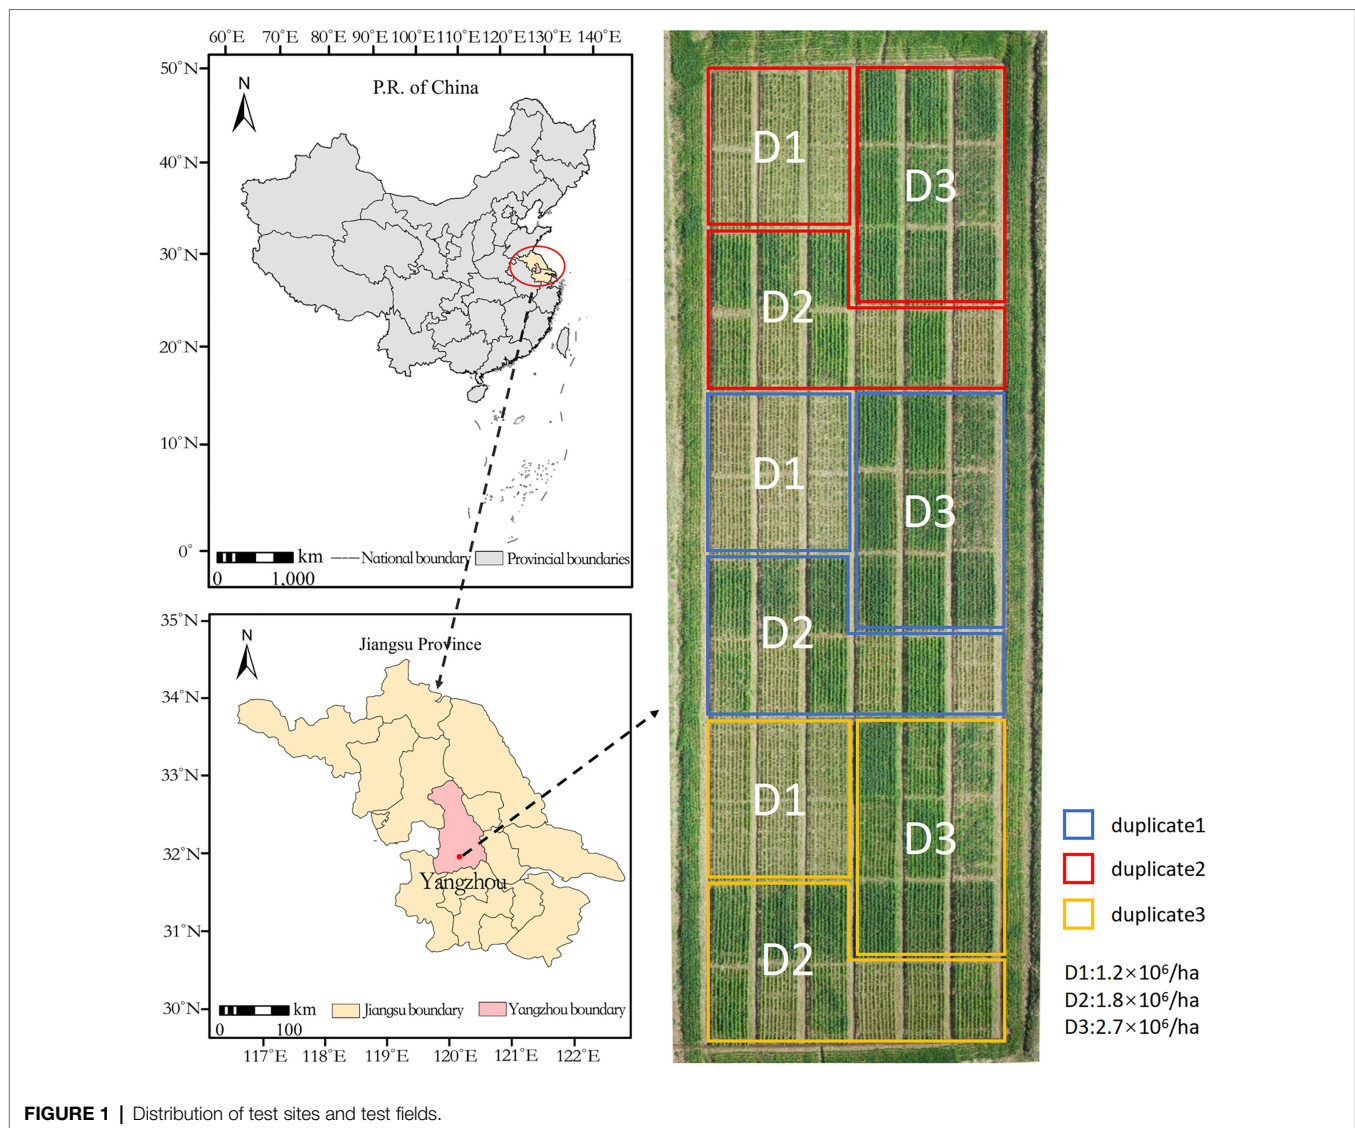 60°E 70°E 80°E 90°E 100°E 110°E 120°E 130°E 140°E
50°N
N
P.R. of China
40°N
30°N
20°N
10°N
0°
km
0 1,000
National boundary
Provincial boundaries
35°N
N
Jiangsu Province
34°N
33°N
32°N
Yangzhou
31°N
30°N
km
0 100
Jiangsu boundary
Yangzhou boundary
117°E 118°E 119°E 120°E 121°E 122°E
D1
D3
D2
D1
D3
D2
D1
D3
D2
duplicate1
duplicate2
duplicate3
D1:1.2×10⁶/ha
D2:1.8×10⁶/ha
D3:2.7×10⁶/ha
FIGURE 1 | Distribution of test sites and test fields.